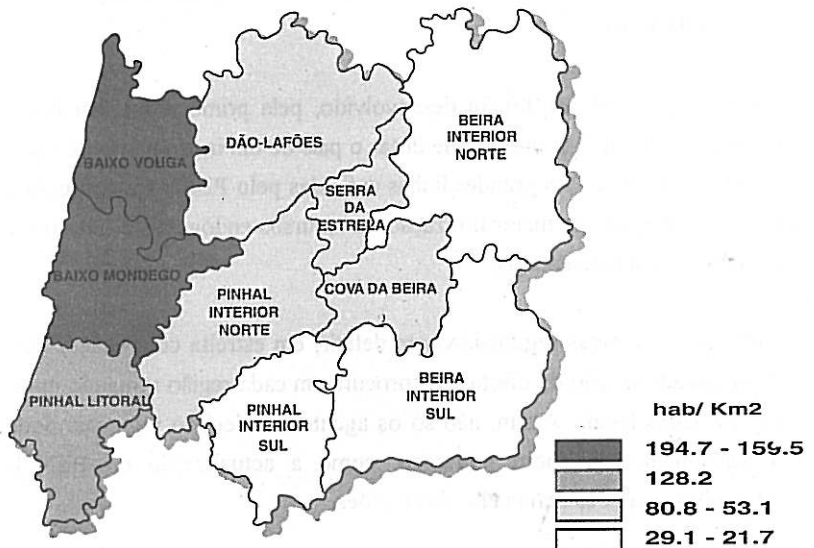 DÃO-LAFÕES
BEIRA
INTERIOR
NORTE
BAIXO VOUGA
SERRA
DA
ESTRELA
BAIXO MONDEGO
COVA DA BEIRA
PINHAL
INTERIOR
NORTE
PINHAL LITORAL
PINHAL
INTERIOR
SUL
BEIRA
INTERIOR
SUL
hab/ Km2
194.7 - 159.5
128.2
80.8 - 53.1
29.1 - 21.7